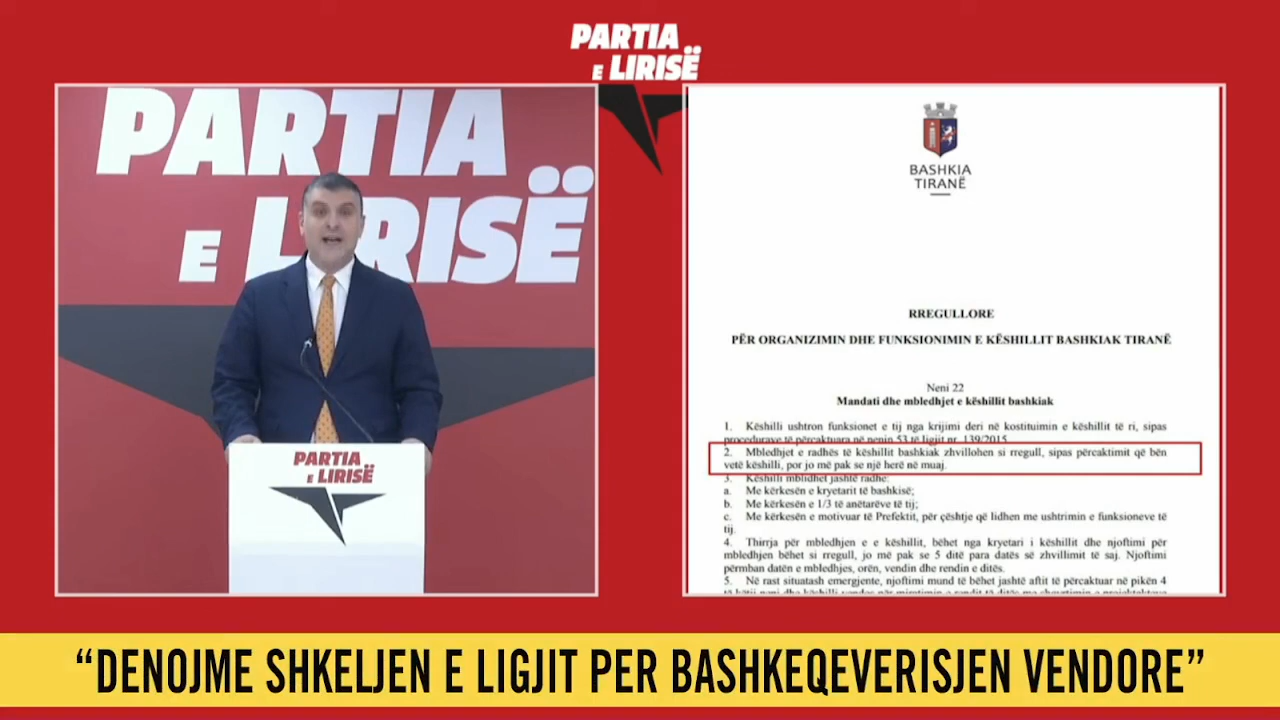 PARTIA
E LIRISË
PARTIA
E LIRISË
PARTIA
E LIRISË
BASHKIA
TIRANË
RREGULLORE
PËR ORGANIZIMIN DHE FUNKSIONIMIN E KËSHILLIT BASHKIAK TIRANË
Neni 22
Mandati dhe mbledhjet e këshillit bashkiak
1. Këshilli ushtron funksionet e tij nga krijimi deri në kostituimin e këshillit të ri, sipas
procedurave të përcaktuara në nenin 53 të ligjit nr. 139/2015.
2. Mbledhjet e radhës të këshillit bashkiak zhvillohen si rregull, sipas përcaktimit që bën
vetë këshilli, por jo më pak se një herë në muaj.
3. Këshilli mblidhet jashtë radhe:
a. Me kërkesën e kryetarit të bashkisë;
b. Me kërkesën e 1/3 të anëtarëve të tij;
c. Me kërkesën e motivuar të Prefektit, për çështje që lidhen me ushtrimin e funksioneve të
tij.
4. Thirrja për mbledhjen e e këshillit, bëhet nga kryetari i këshillit dhe njoftimi për
mbledhjen bëhet si rregull, jo më pak se 5 ditë para datës së zhvillimit të saj. Njoftimi
përmban datën e mbledhjes, orën, vendin dhe rendin e ditës.
5. Në rast situatash emergjente, njoftimi mund të bëhet jashtë aftit të përcaktuar në pikën 4
“DENOJME SHKELJEN E LIGJIT PER BASHKEQEVERISJEN VENDORE”